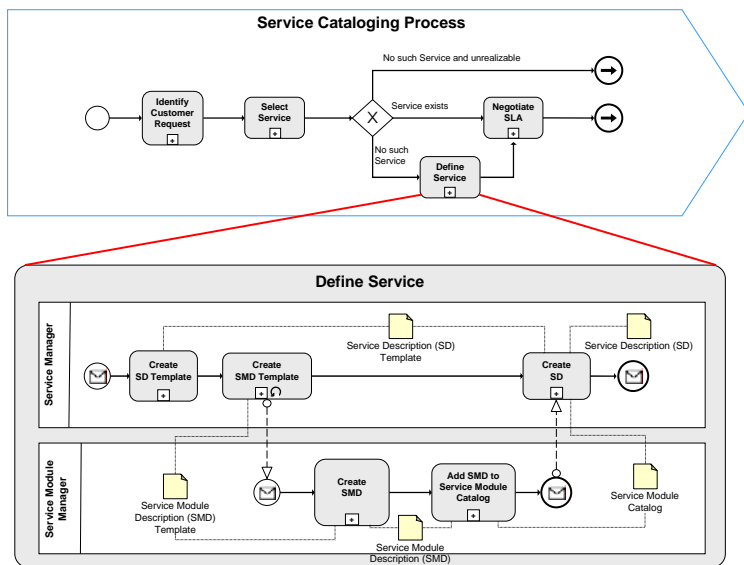 Service Cataloging Process
No such Service and unrealizable
Identify
Customer
Request
Select
Service
X
Service exists
Negotiate
SLA
No such
Service
Define
Service
Define Service
Service Manager
Create
SD Template
Create
SMD Template
Service Description (SD)
Template
Create
SD
Service Description (SD)
Service Module
Manager
Service Module
Description (SMD)
Template
Create
SMD
Service Module
Description (SMD)
Add SMD to
Service Module
Catalog
Service Module
Catalog